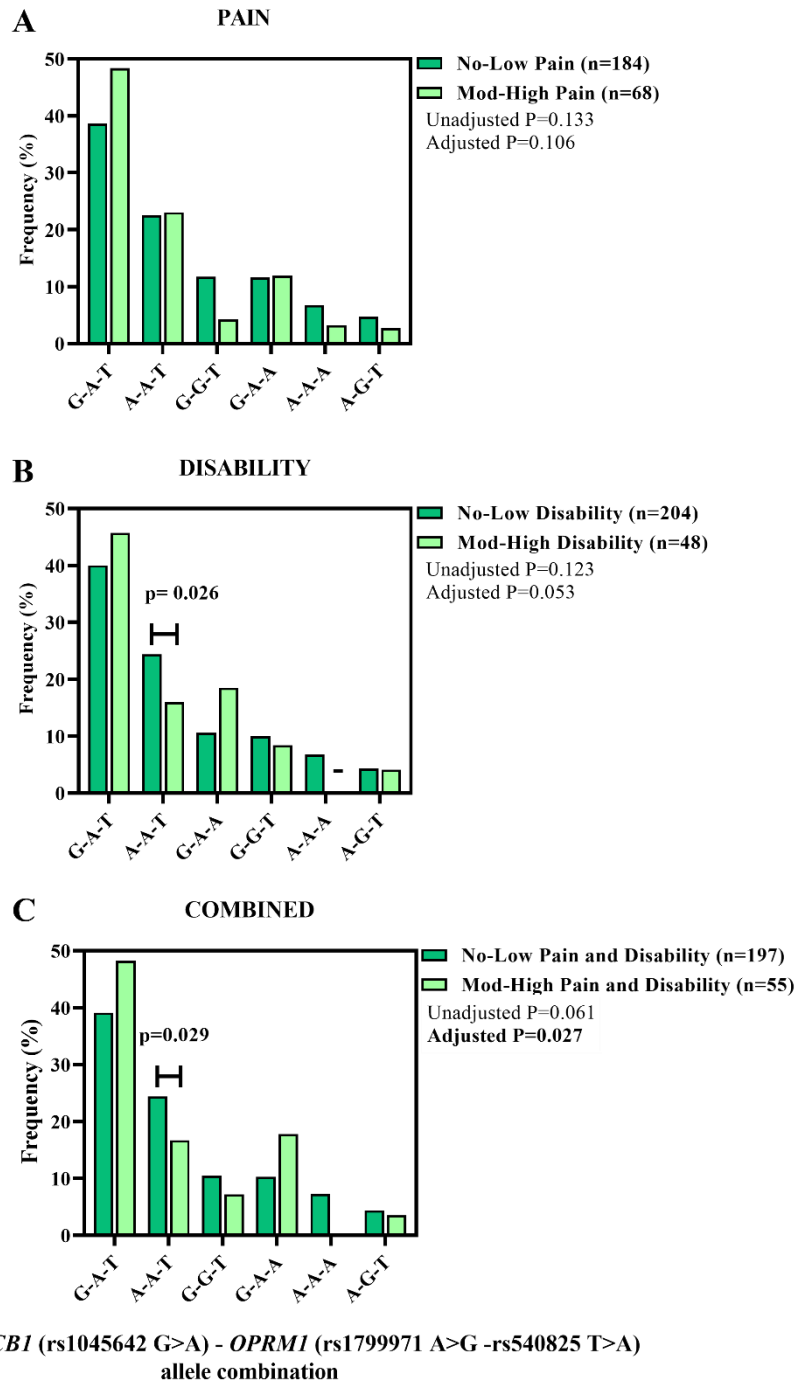 A
PAIN
50
40
30
20
10
0
Frequency (%)
G-A-T
A-A-T
G-G-T
G-A-A
A-A-A
A-G-T
No-Low Pain (n=184)
Mod-High Pain (n=68)
Unadjusted P=0.133
Adjusted P=0.106
B
DISABILITY
50
40
30
20
10
0
Frequency (%)
p= 0.026
-
G-A-T
A-A-T
G-A-A
G-G-T
A-A-A
A-G-T
No-Low Disability (n=204)
Mod-High Disability (n=48)
Unadjusted P=0.123
Adjusted P=0.053
C
COMBINED
50
40
30
20
10
0
Frequency (%)
p=0.029
G-A-T
A-A-T
G-G-T
G-A-A
A-A-A
A-G-T
No-Low Pain and Disability (n=197)
Mod-High Pain and Disability (n=55)
Unadjusted P=0.061
Adjusted P=0.027
CB1 (rs1045642 G>A) - OPRM1 (rs1799971 A>G -rs540825 T>A)
allele combination